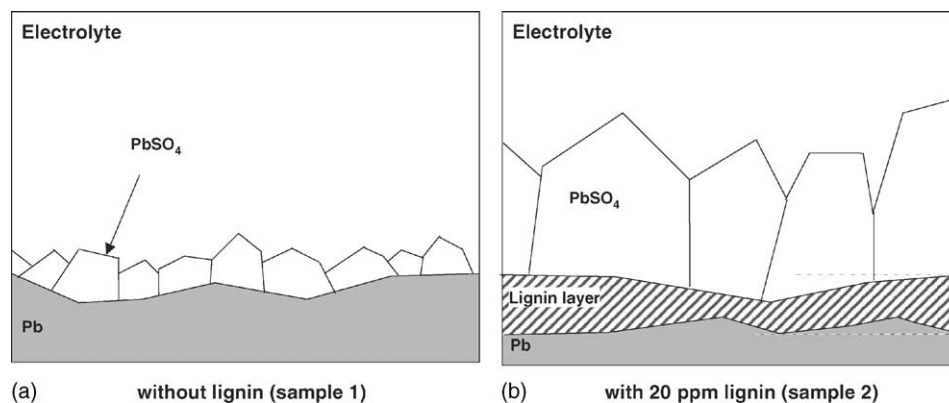 Electrolyte
PbSO4
Pb
(a) without lignin (sample 1)
Electrolyte
PbSO4
Lignin layer
Pb
(b) with 20 ppm lignin (sample 2)